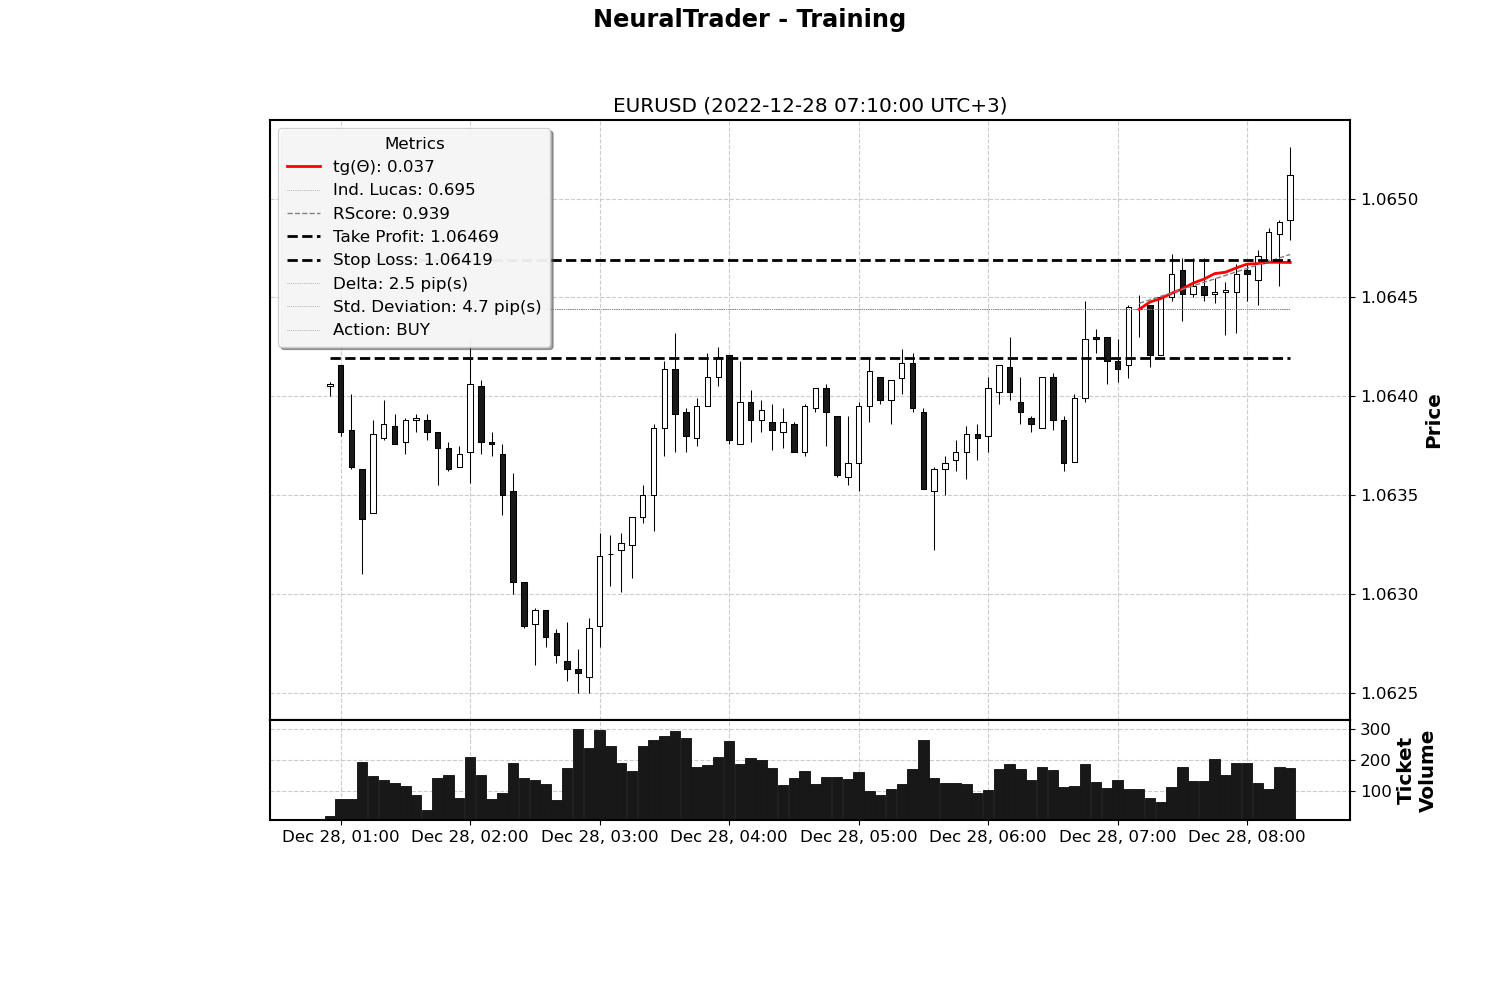 NeuralTrader - Training
EURUSD (2022-12-28 07:10:00 UTC+3)
Metrics
tg(Θ): 0.037
Ind. Lucas: 0.695
RScore: 0.939
Take Profit: 1.06469
Stop Loss: 1.06419
Delta: 2.5 pip(s)
Std. Deviation: 4.7 pip(s)
Action: BUY
1.0650
1.0645
1.0640
1.0635
1.0630
1.0625
Price
300
200
100
Ticket
Volume
Dec 28, 01:00 Dec 28, 02:00 Dec 28, 03:00 Dec 28, 04:00 Dec 28, 05:00 Dec 28, 06:00 Dec 28, 07:00 Dec 28, 08:00